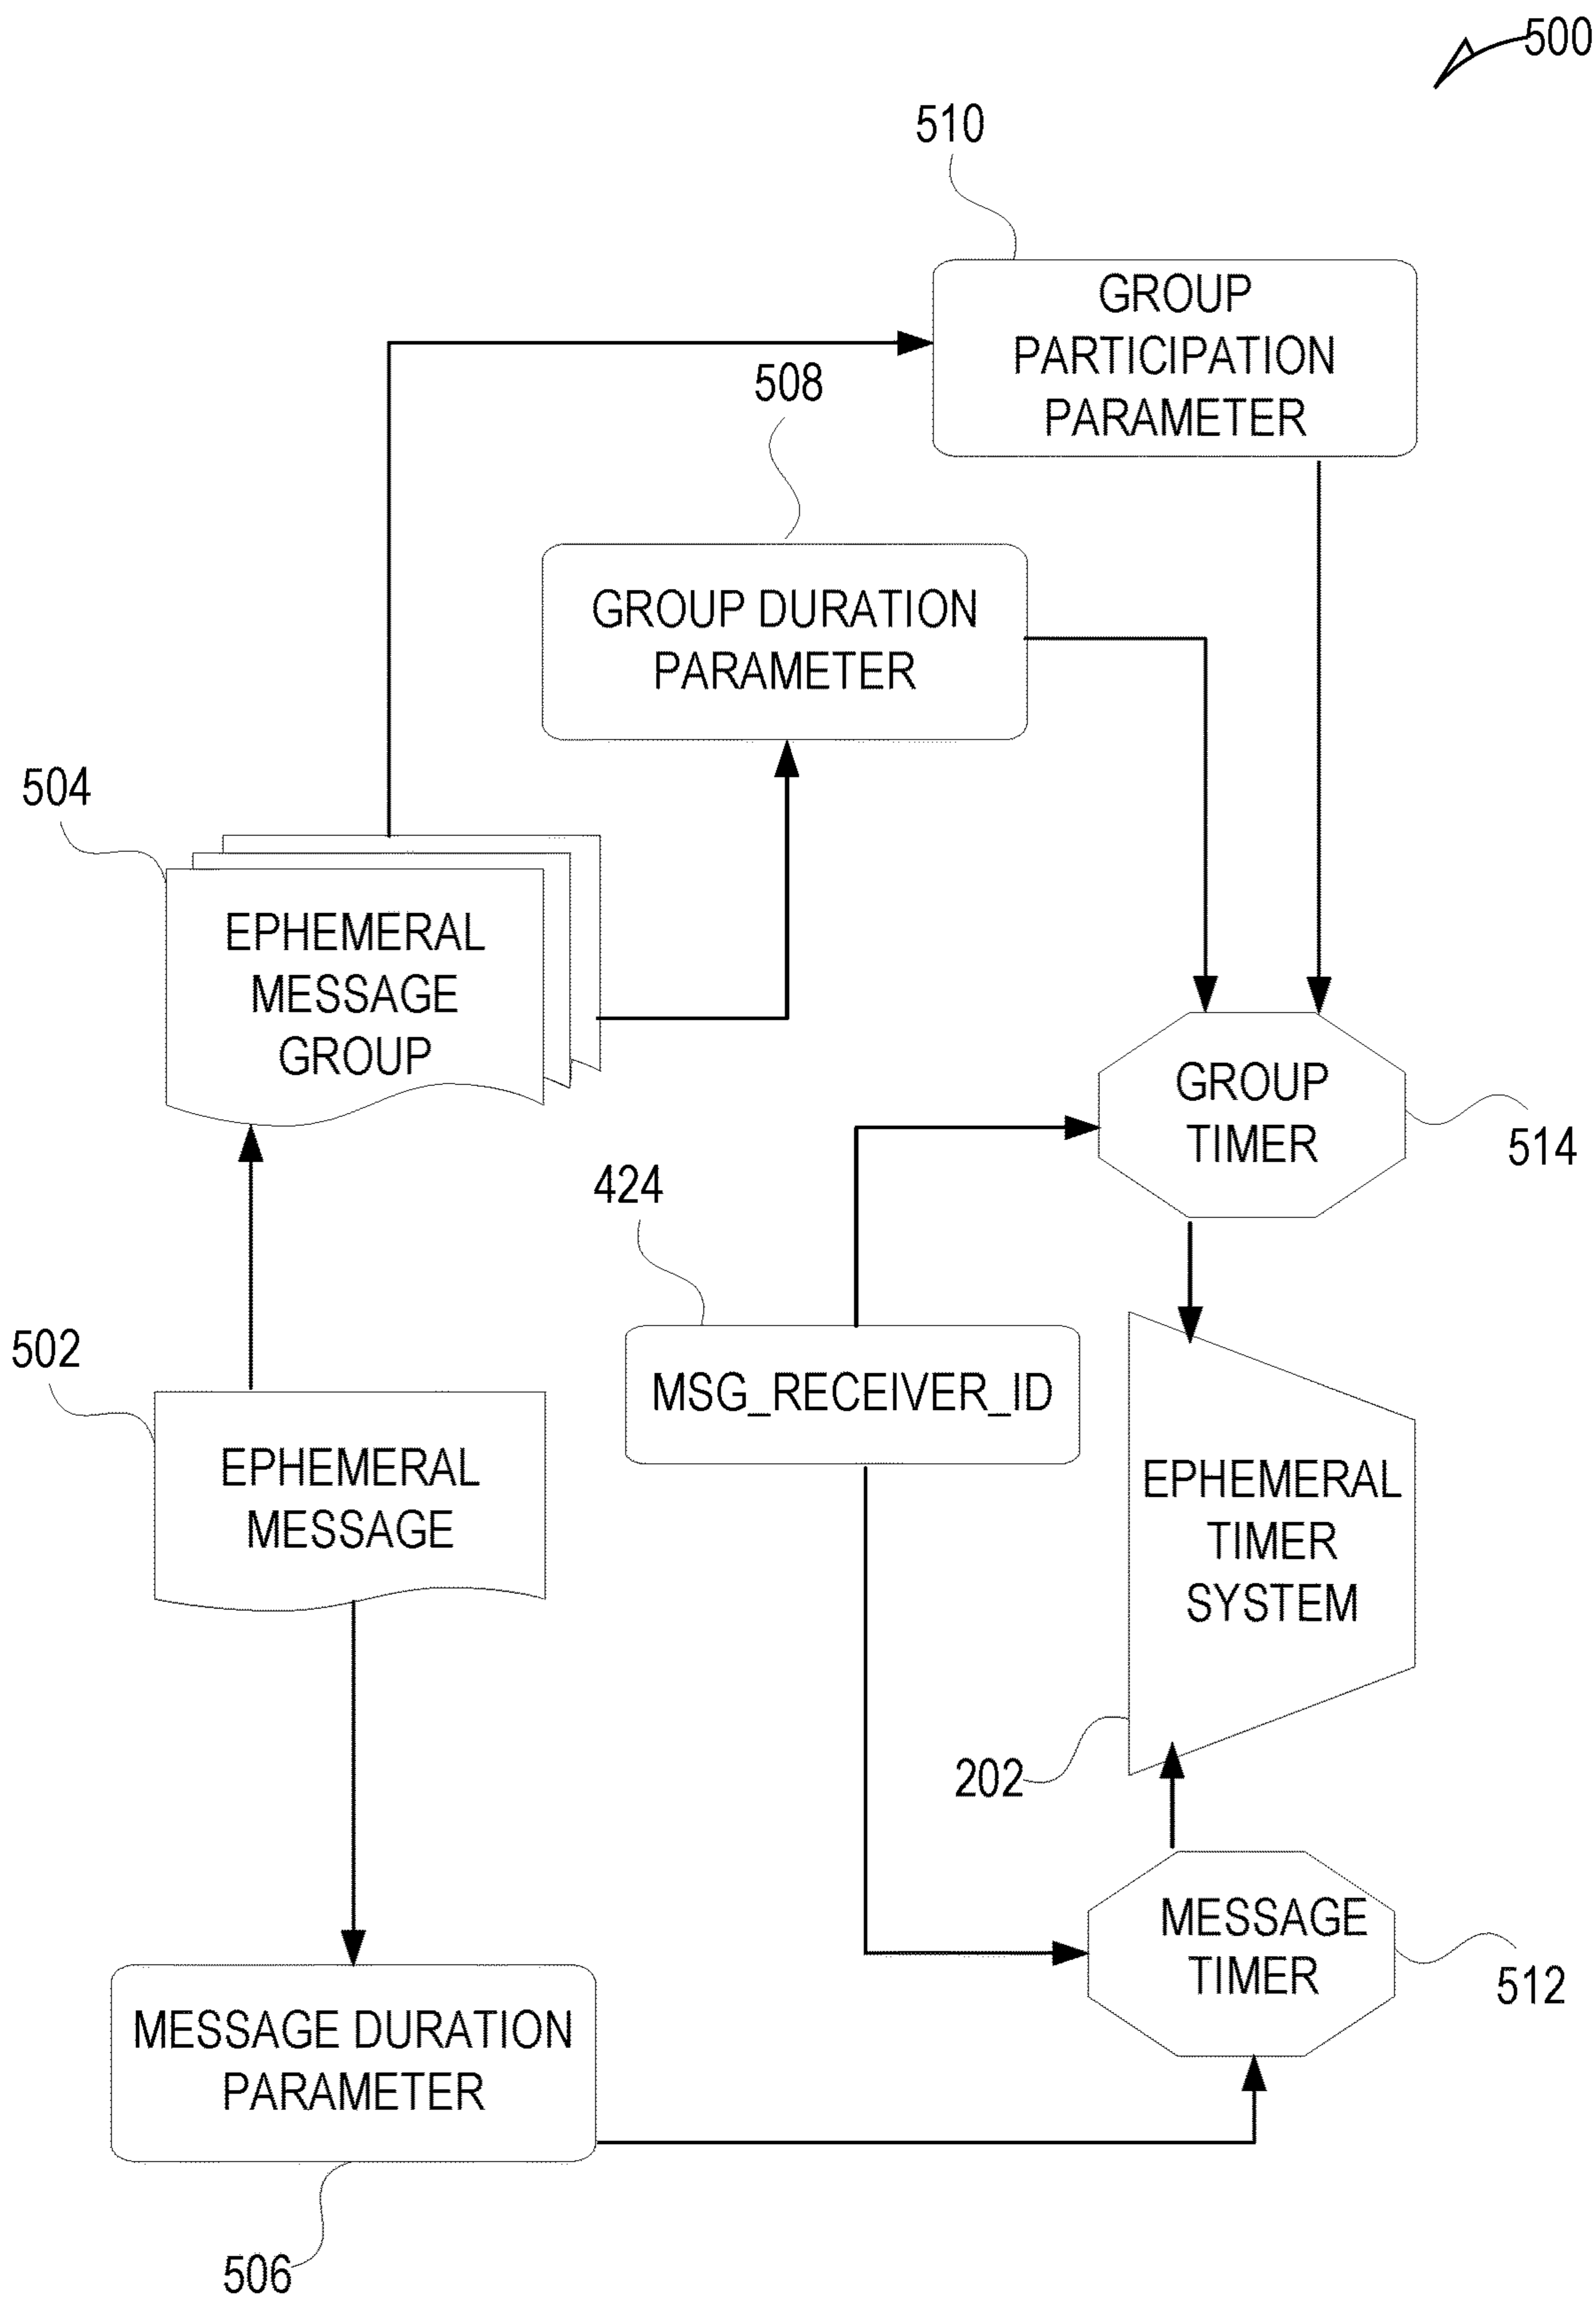 500
510
GROUP
PARTICIPATION
PARAMETER
508
GROUP DURATION
PARAMETER
504
EPHEMERAL
MESSAGE
GROUP
GROUP
TIMER
514
424
MSG_RECEIVER_ID
502
EPHEMERAL
MESSAGE
EPHEMERAL
TIMER
SYSTEM
202
MESSAGE
TIMER
512
MESSAGE DURATION
PARAMETER
506